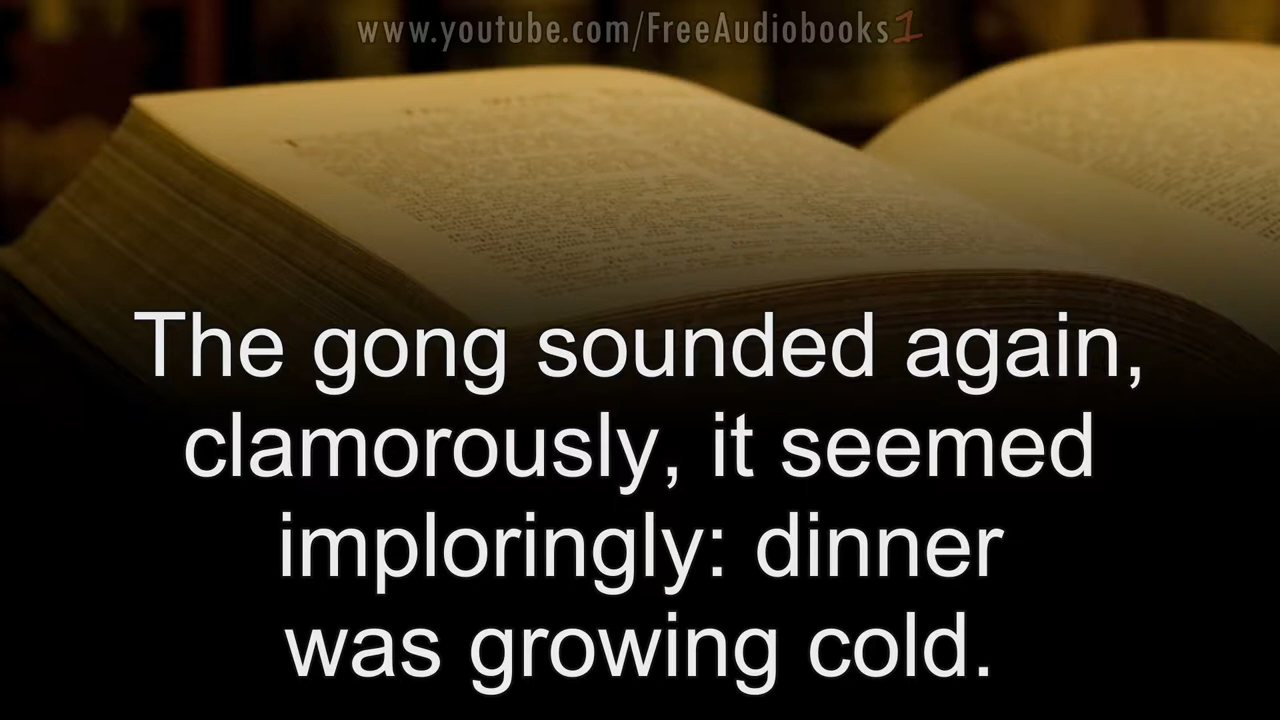 www.youtube.com/FreeAudiobooks1
The gong sounded again,
clamorously, it seemed
imploringly: dinner
was growing cold.